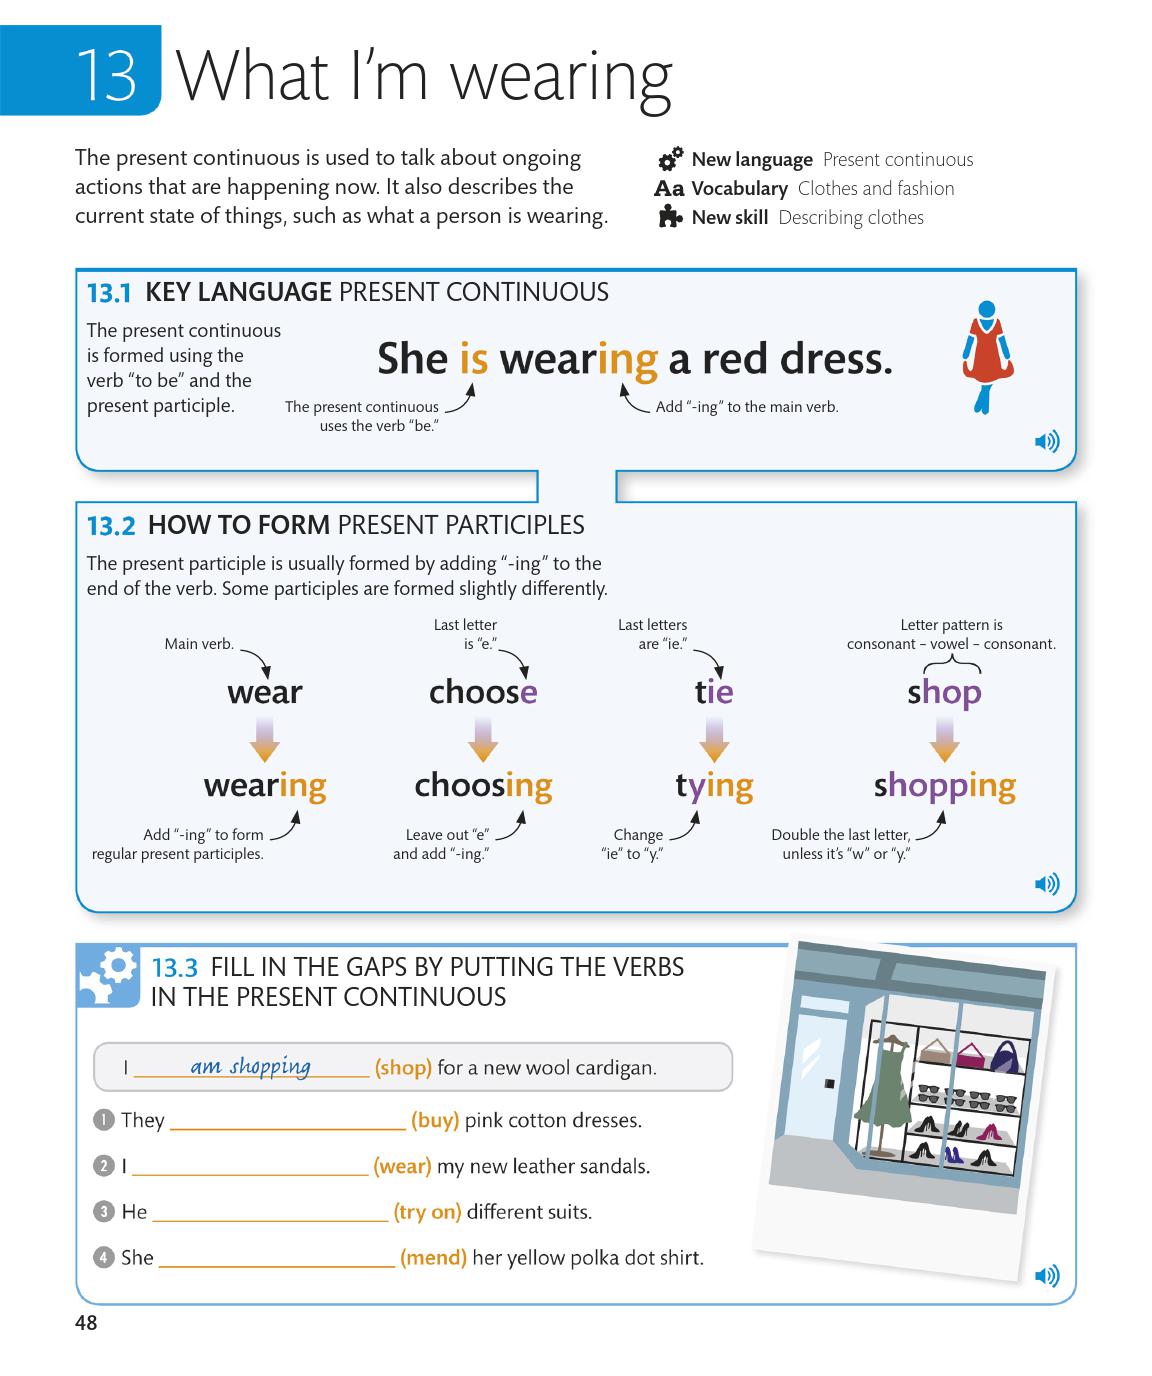 13 What I'm wearing
The present continuous is used to talk about ongoing
actions that are happening now. It also describes the
current state of things, such as what a person is wearing.
New language Present continuous
Aa Vocabulary Clothes and fashion
New skill Describing clothes
13.1 KEY LANGUAGE PRESENT CONTINUOUS
The present continuous
is formed using the
verb “to be” and the
present participle.
She is wearing a red dress.
The present continuous
uses the verb “be.”
Add “-ing” to the main verb.
13.2 HOW TO FORM PRESENT PARTICIPLES
The present participle is usually formed by adding “-ing” to the
end of the verb. Some participles are formed slightly differently.
Main verb.
wear
wearing
Add “-ing” to form
regular present participles.
Last letter
is “e.”
choose
choosing
Leave out “e”
and add “-ing.”
Last letters
are “ie.”
tie
tying
Change
“ie” to “y.”
Letter pattern is
consonant – vowel – consonant.
shop
shopping
Double the last letter,
unless it’s “w” or “y.”
13.3 FILL IN THE GAPS BY PUTTING THE VERBS
IN THE PRESENT CONTINUOUS
I am shopping (shop) for a new wool cardigan.
1 They ____ (buy) pink cotton dresses.
2 I ____ (wear) my new leather sandals.
3 He ____ (try on) different suits.
4 She ____ (mend) her yellow polka dot shirt.
48